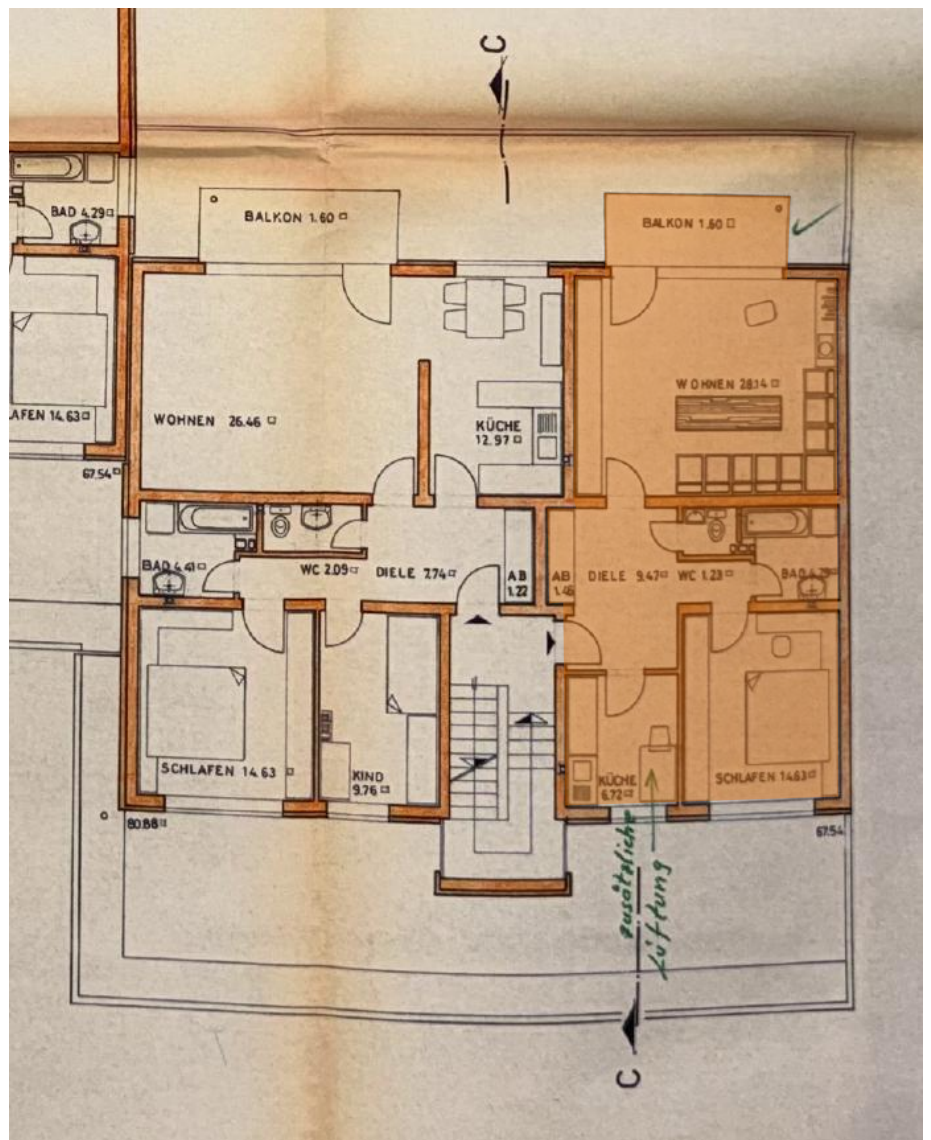 C
BAD 4.29□
BALKON 1.60 □
BALKON 1.60 □
LAFEN 14.63□
67.54□
WOHNEN 26.46 □
KÜCHE
12.97 □
WOHNEN 28.14 □
BAD 4.41□
WC 2.09□
DIELE 7.74□
AB
1.22
AB
1.46
DIELE 9.47□
WC 1.23□
BAD 4.29
SCHLAFEN 14.63 □
KIND
9.76 □
KÜCHE
6.72 □
SCHLAFEN 14.63□
80.88□
67.54
zusätzliche
Lüftung
C